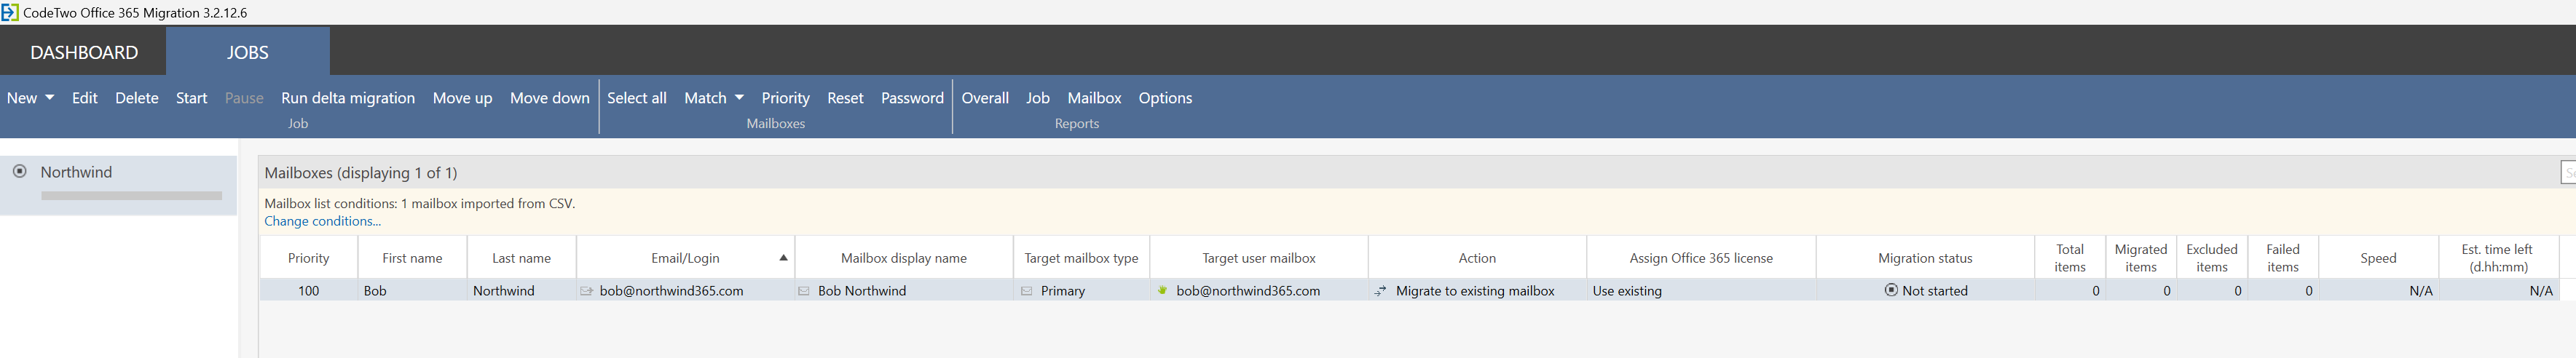 CodeTwo Office 365 Migration 3.2.12.6
DASHBOARD JOBS
New Edit Delete Start Pause Run delta migration Move up Move down Select all Match Priority Reset Password Overall Job Mailbox Options
Job Mailboxes Reports
Northwind
Mailboxes (displaying 1 of 1)
Mailbox list conditions: 1 mailbox imported from CSV.
Change conditions...
Priority First name Last name Email/Login Mailbox display name Target mailbox type Target user mailbox Action Assign Office 365 license Migration status Total items Migrated items Excluded items Failed items Speed Est. time left (d.hh:mm)
100 Bob Northwind bob@northwind365.com Bob Northwind Primary bob@northwind365.com Migrate to existing mailbox Use existing Not started 0 0 0 0 N/A N/A